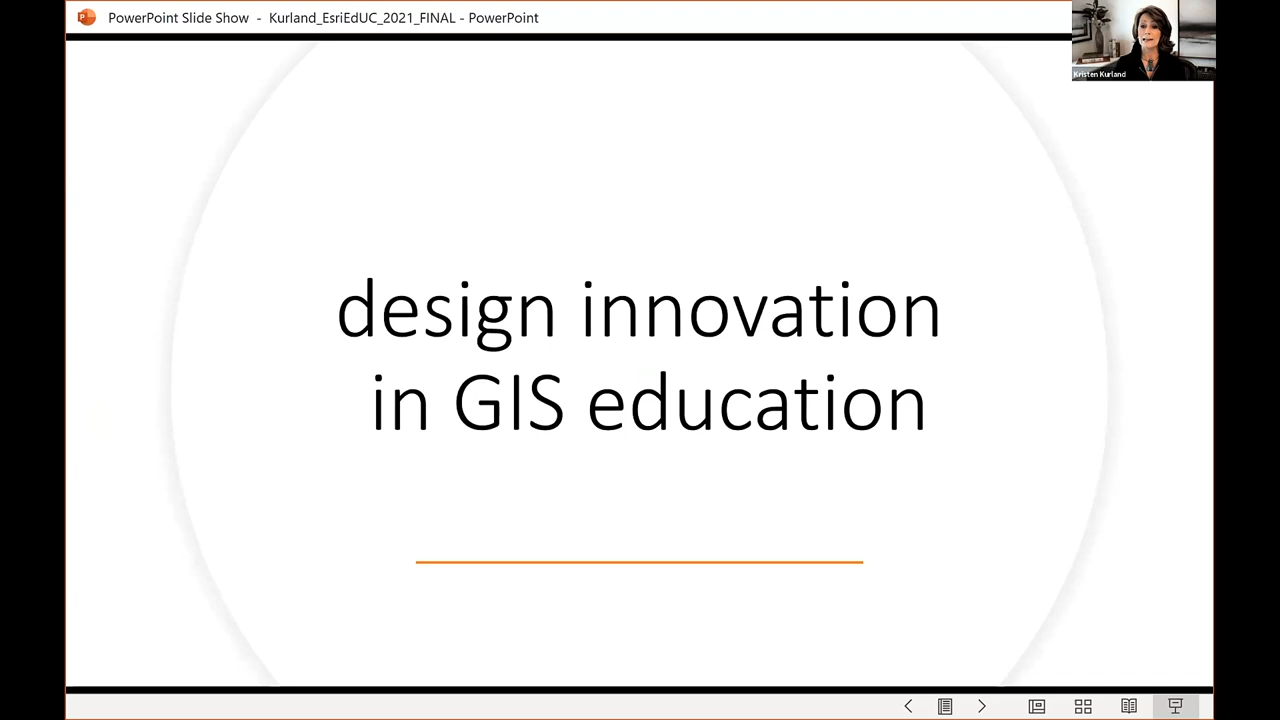 PowerPoint Slide Show - Kurland_EsriEdUC_2021_FINAL - PowerPoint
Kristen Kurland
design innovation
in GIS education